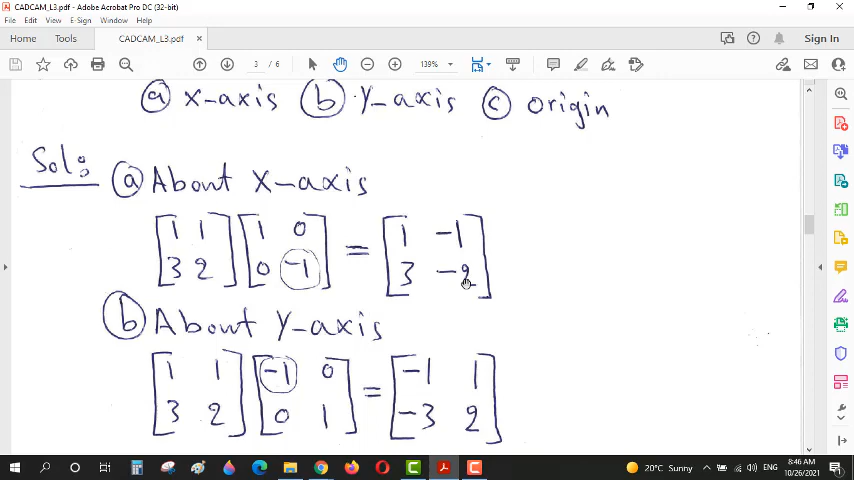 CADCAM_L3.pdf - Adobe Acrobat Pro DC (32-bit)
File Edit View E-Sign Window Help
Home Tools CADCAM_L3.pdf × Sign In
3 / 6 139%
(a) x-axis (b) y-axis (c) origin
Sol:
(a) About x-axis
[1 1 [1 0 = [1 -1
3 2] 0 -1] 3 -2]
(b) About y-axis
[1 1 [-1 0 = [-1 1
3 2] 0 1] -3 2]
20°C Sunny ENG 8:46 AM
10/26/2021